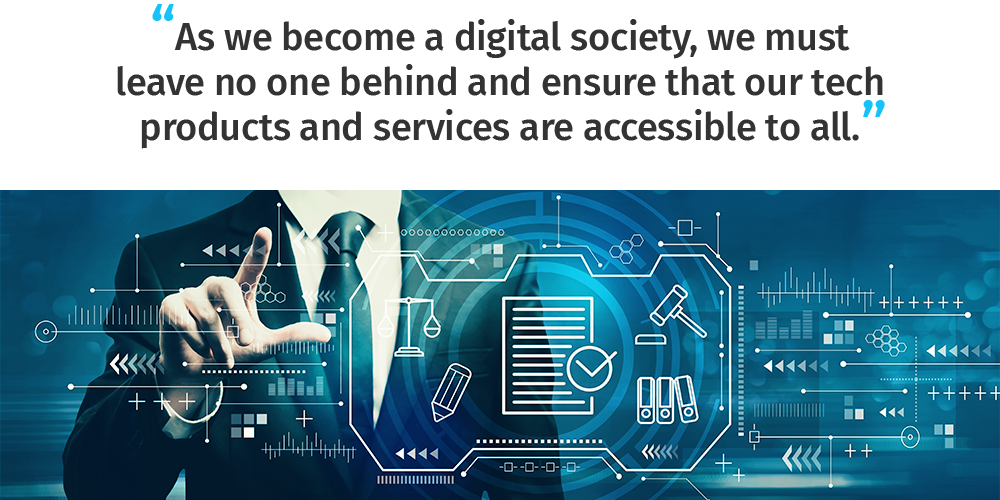 “As we become a digital society, we must
leave no one behind and ensure that our tech
products and services are accessible to all.”